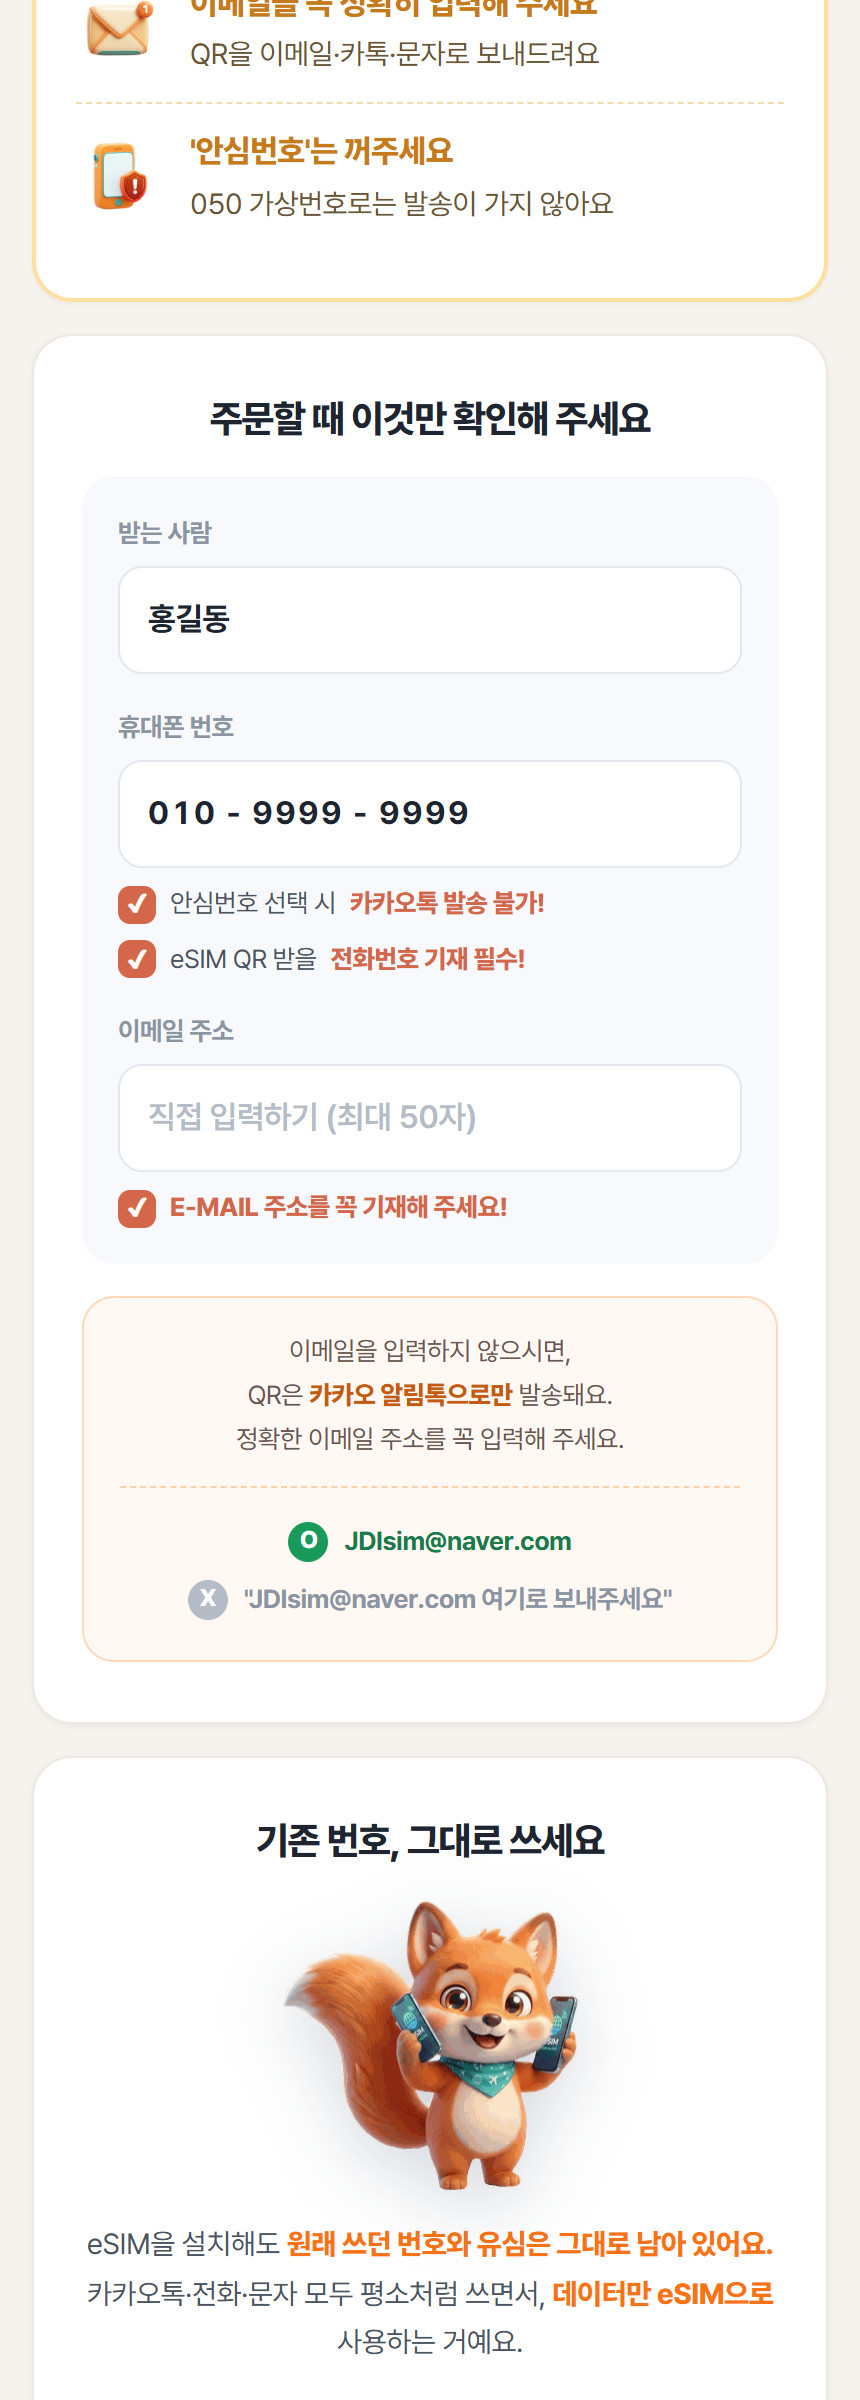 이메일을 꼭 정확히 입력해 주세요
QR을 이메일·카톡·문자로 보내드려요
'안심번호'는 꺼주세요
050 가상번호로는 발송이 가지 않아요
주문할 때 이것만 확인해 주세요
받는 사람
홍길동
휴대폰 번호
010 - 9999 - 9999
안심번호 선택 시 카카오톡 발송 불가!
eSIM QR 받을 전화번호 기재 필수!
이메일 주소
직접 입력하기 (최대 50자)
E-MAIL 주소를 꼭 기재해 주세요!
이메일을 입력하지 않으시면,
QR은 카카오 알림톡으로만 발송돼요.
정확한 이메일 주소를 꼭 입력해 주세요.
O JDIsim@naver.com
X "JDIsim@naver.com 여기로 보내주세요"
기존 번호, 그대로 쓰세요
eSIM을 설치해도 원래 쓰던 번호와 유심은 그대로 남아 있어요.
카카오톡·전화·문자 모두 평소처럼 쓰면서, 데이터만 eSIM으로
사용하는 거예요.